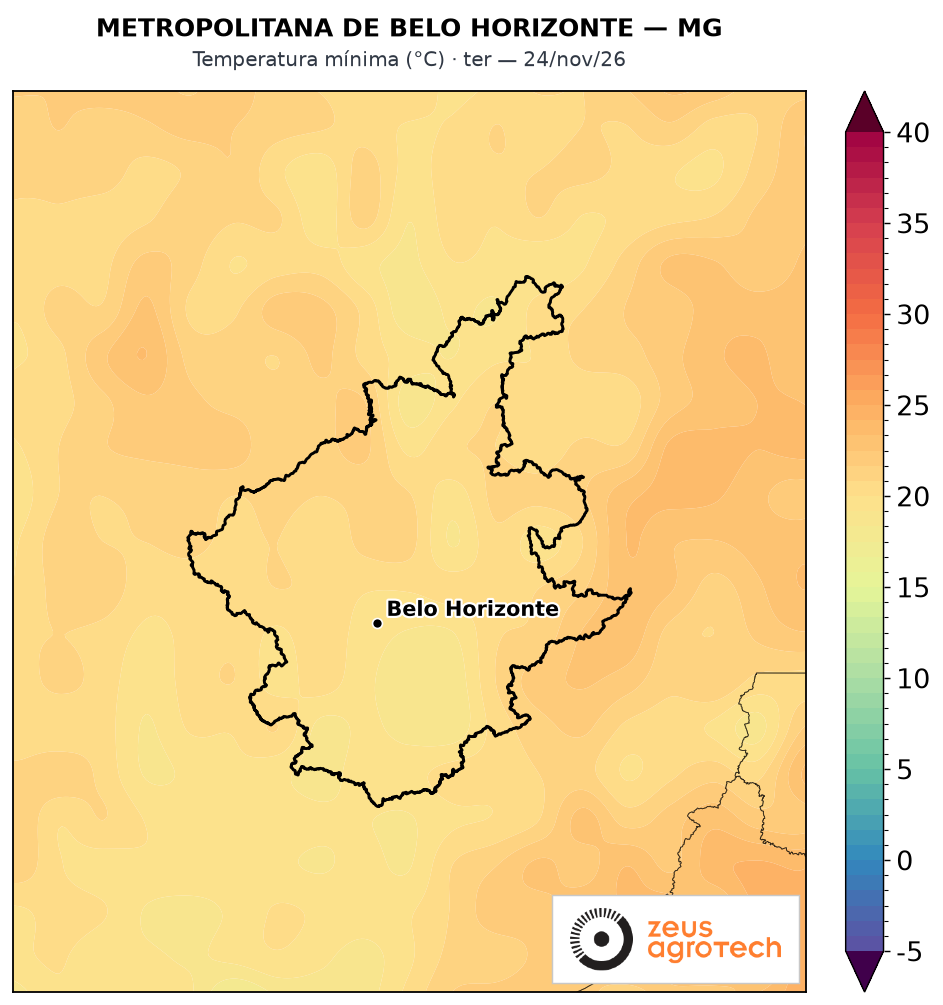 METROPOLITANA DE BELO HORIZONTE — MG
Temperatura mínima (°C) · ter — 24/nov/26
40
35
30
25
20
15
10
5
0
-5
Belo Horizonte
zeus
agrotech